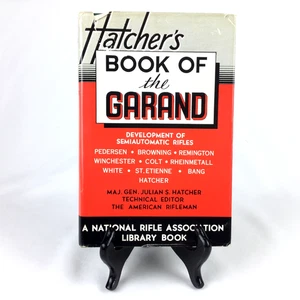 Hatcher's
BOOK OF
the
GARAND
DEVELOPMENT OF
SEMIAUTOMATIC RIFLES
PEDERSEN • BROWNING • REMINGTON
WINCHESTER • COLT • RHEINMETALL
WHITE • ST. ETIENNE • BANG
HATCHER
MAJ. GEN. JULIAN S. HATCHER
TECHNICAL EDITOR
THE AMERICAN RIFLEMAN
A NATIONAL RIFLE ASSOCIATION
LIBRARY BOOK